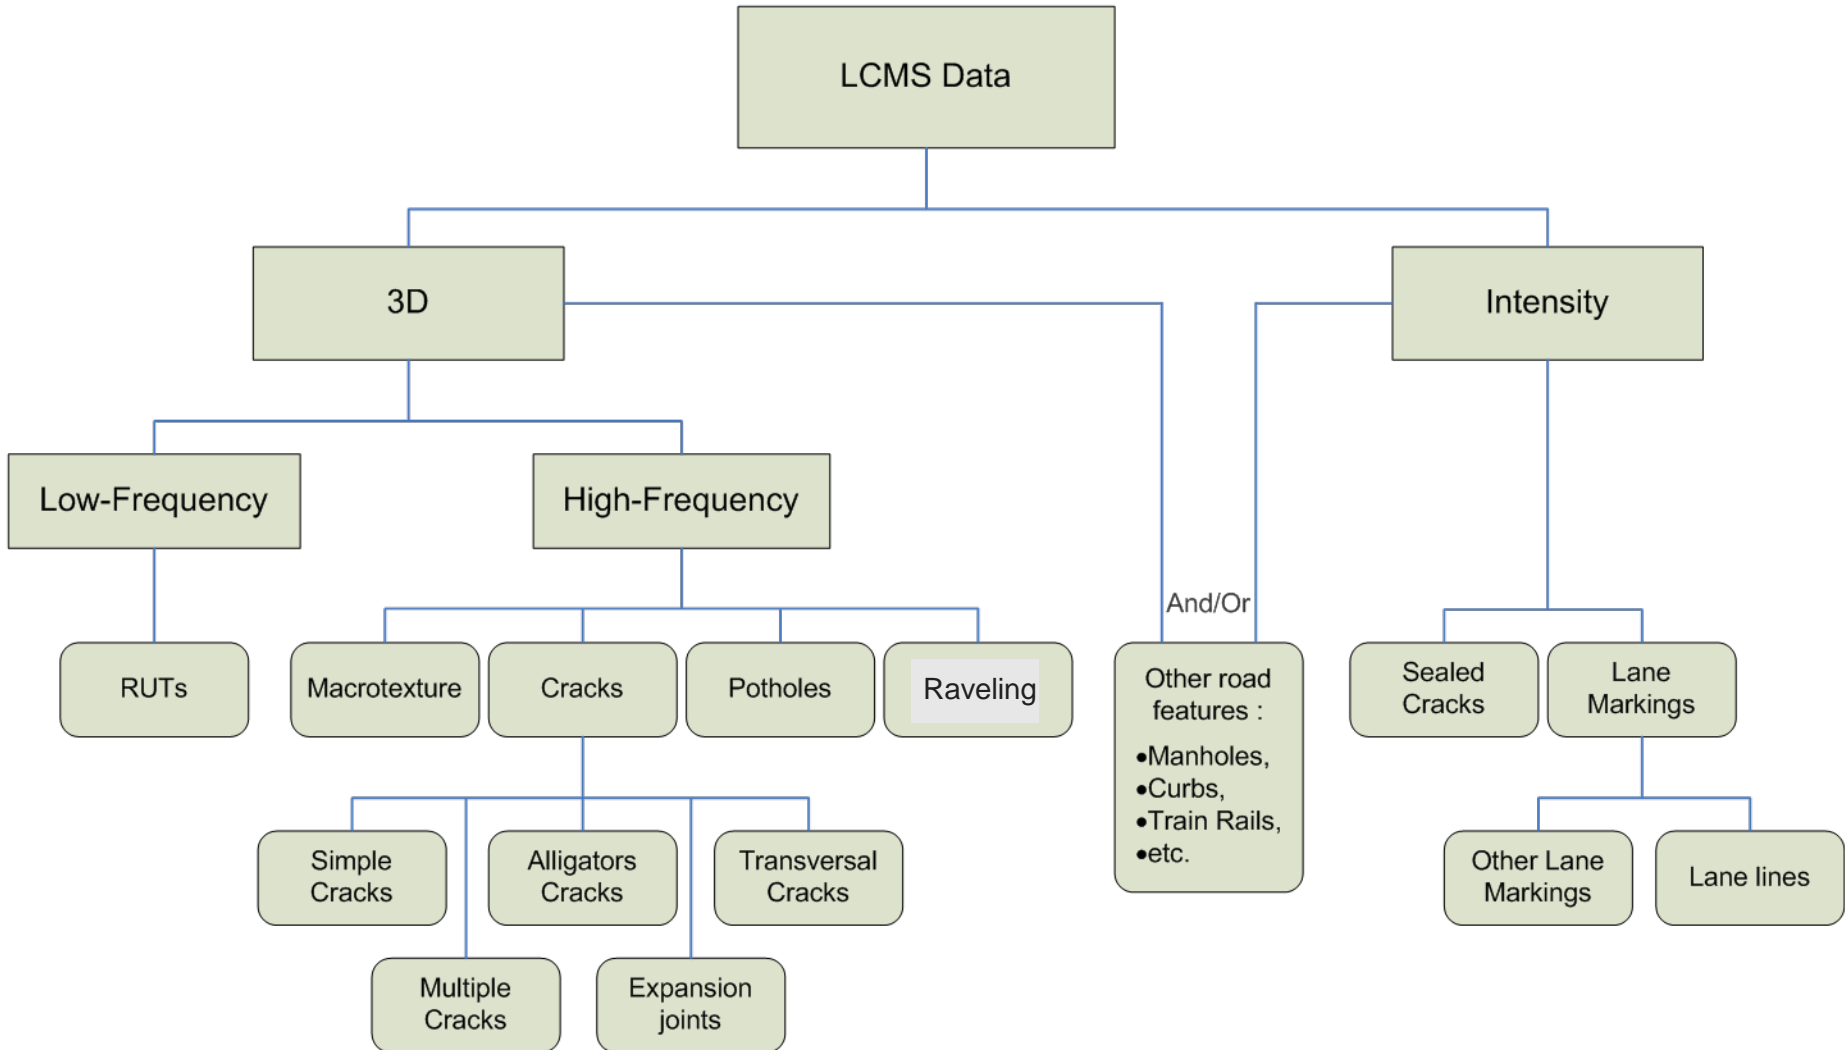 LCMS Data
3D
Intensity
Low-Frequency
High-Frequency
And/Or
RUTs
Macrotexture
Cracks
Potholes
Raveling
Other road
features :
•Manholes,
•Curbs,
•Train Rails,
•etc.
Sealed
Cracks
Lane
Markings
Simple
Cracks
Alligators
Cracks
Transversal
Cracks
Other Lane
Markings
Lane lines
Multiple
Cracks
Expansion
joints